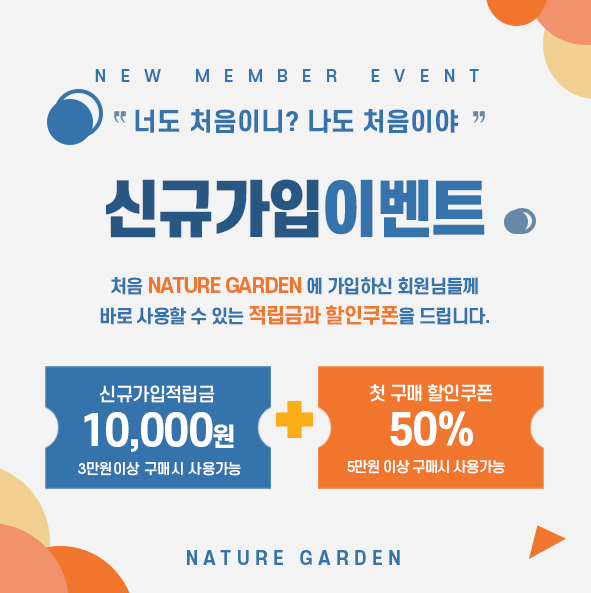 NEW MEMBER EVENT
" 너도 처음이니? 나도 처음이야 "
신규가입이벤트
처음 NATURE GARDEN 에 가입하신 회원님들께
바로 사용할 수 있는 적립금과 할인쿠폰을 드립니다.
신규가입적립금
10,000원
3만원이상 구매시 사용가능
첫 구매 할인쿠폰
50%
5만원 이상 구매시 사용가능
NATURE GARDEN